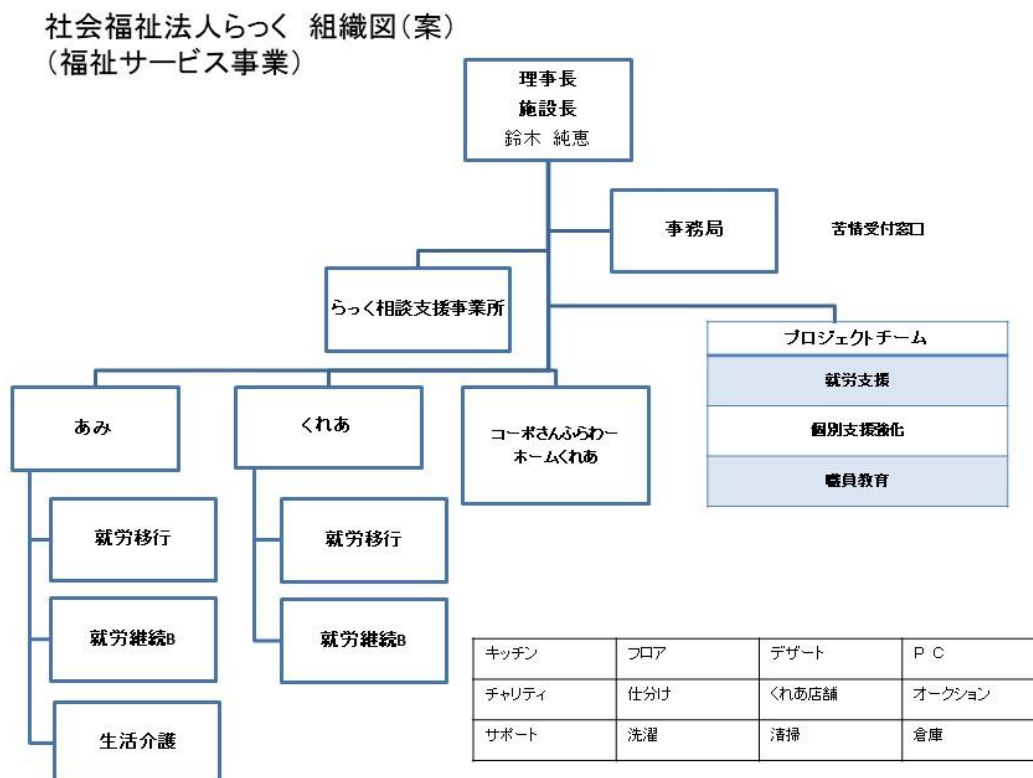 社会福祉法人らっく 組織図(案)
(福祉サービス事業)
理事長
施設長
鈴木 純恵
事務局
苦情受付窓口
らっく相談支援事業所
プロジェクトチーム
就労支援
個別支援強化
職員教育
あみ
くれあ
コーポさんふらわー
ホームくれあ
就労移行
就労移行
就労継続B
就労継続B
生活介護
キッチン フロア デザート PC
チャリティ 仕分け くれあ店舗 オークション
サポート 洗濯 清掃 倉庫